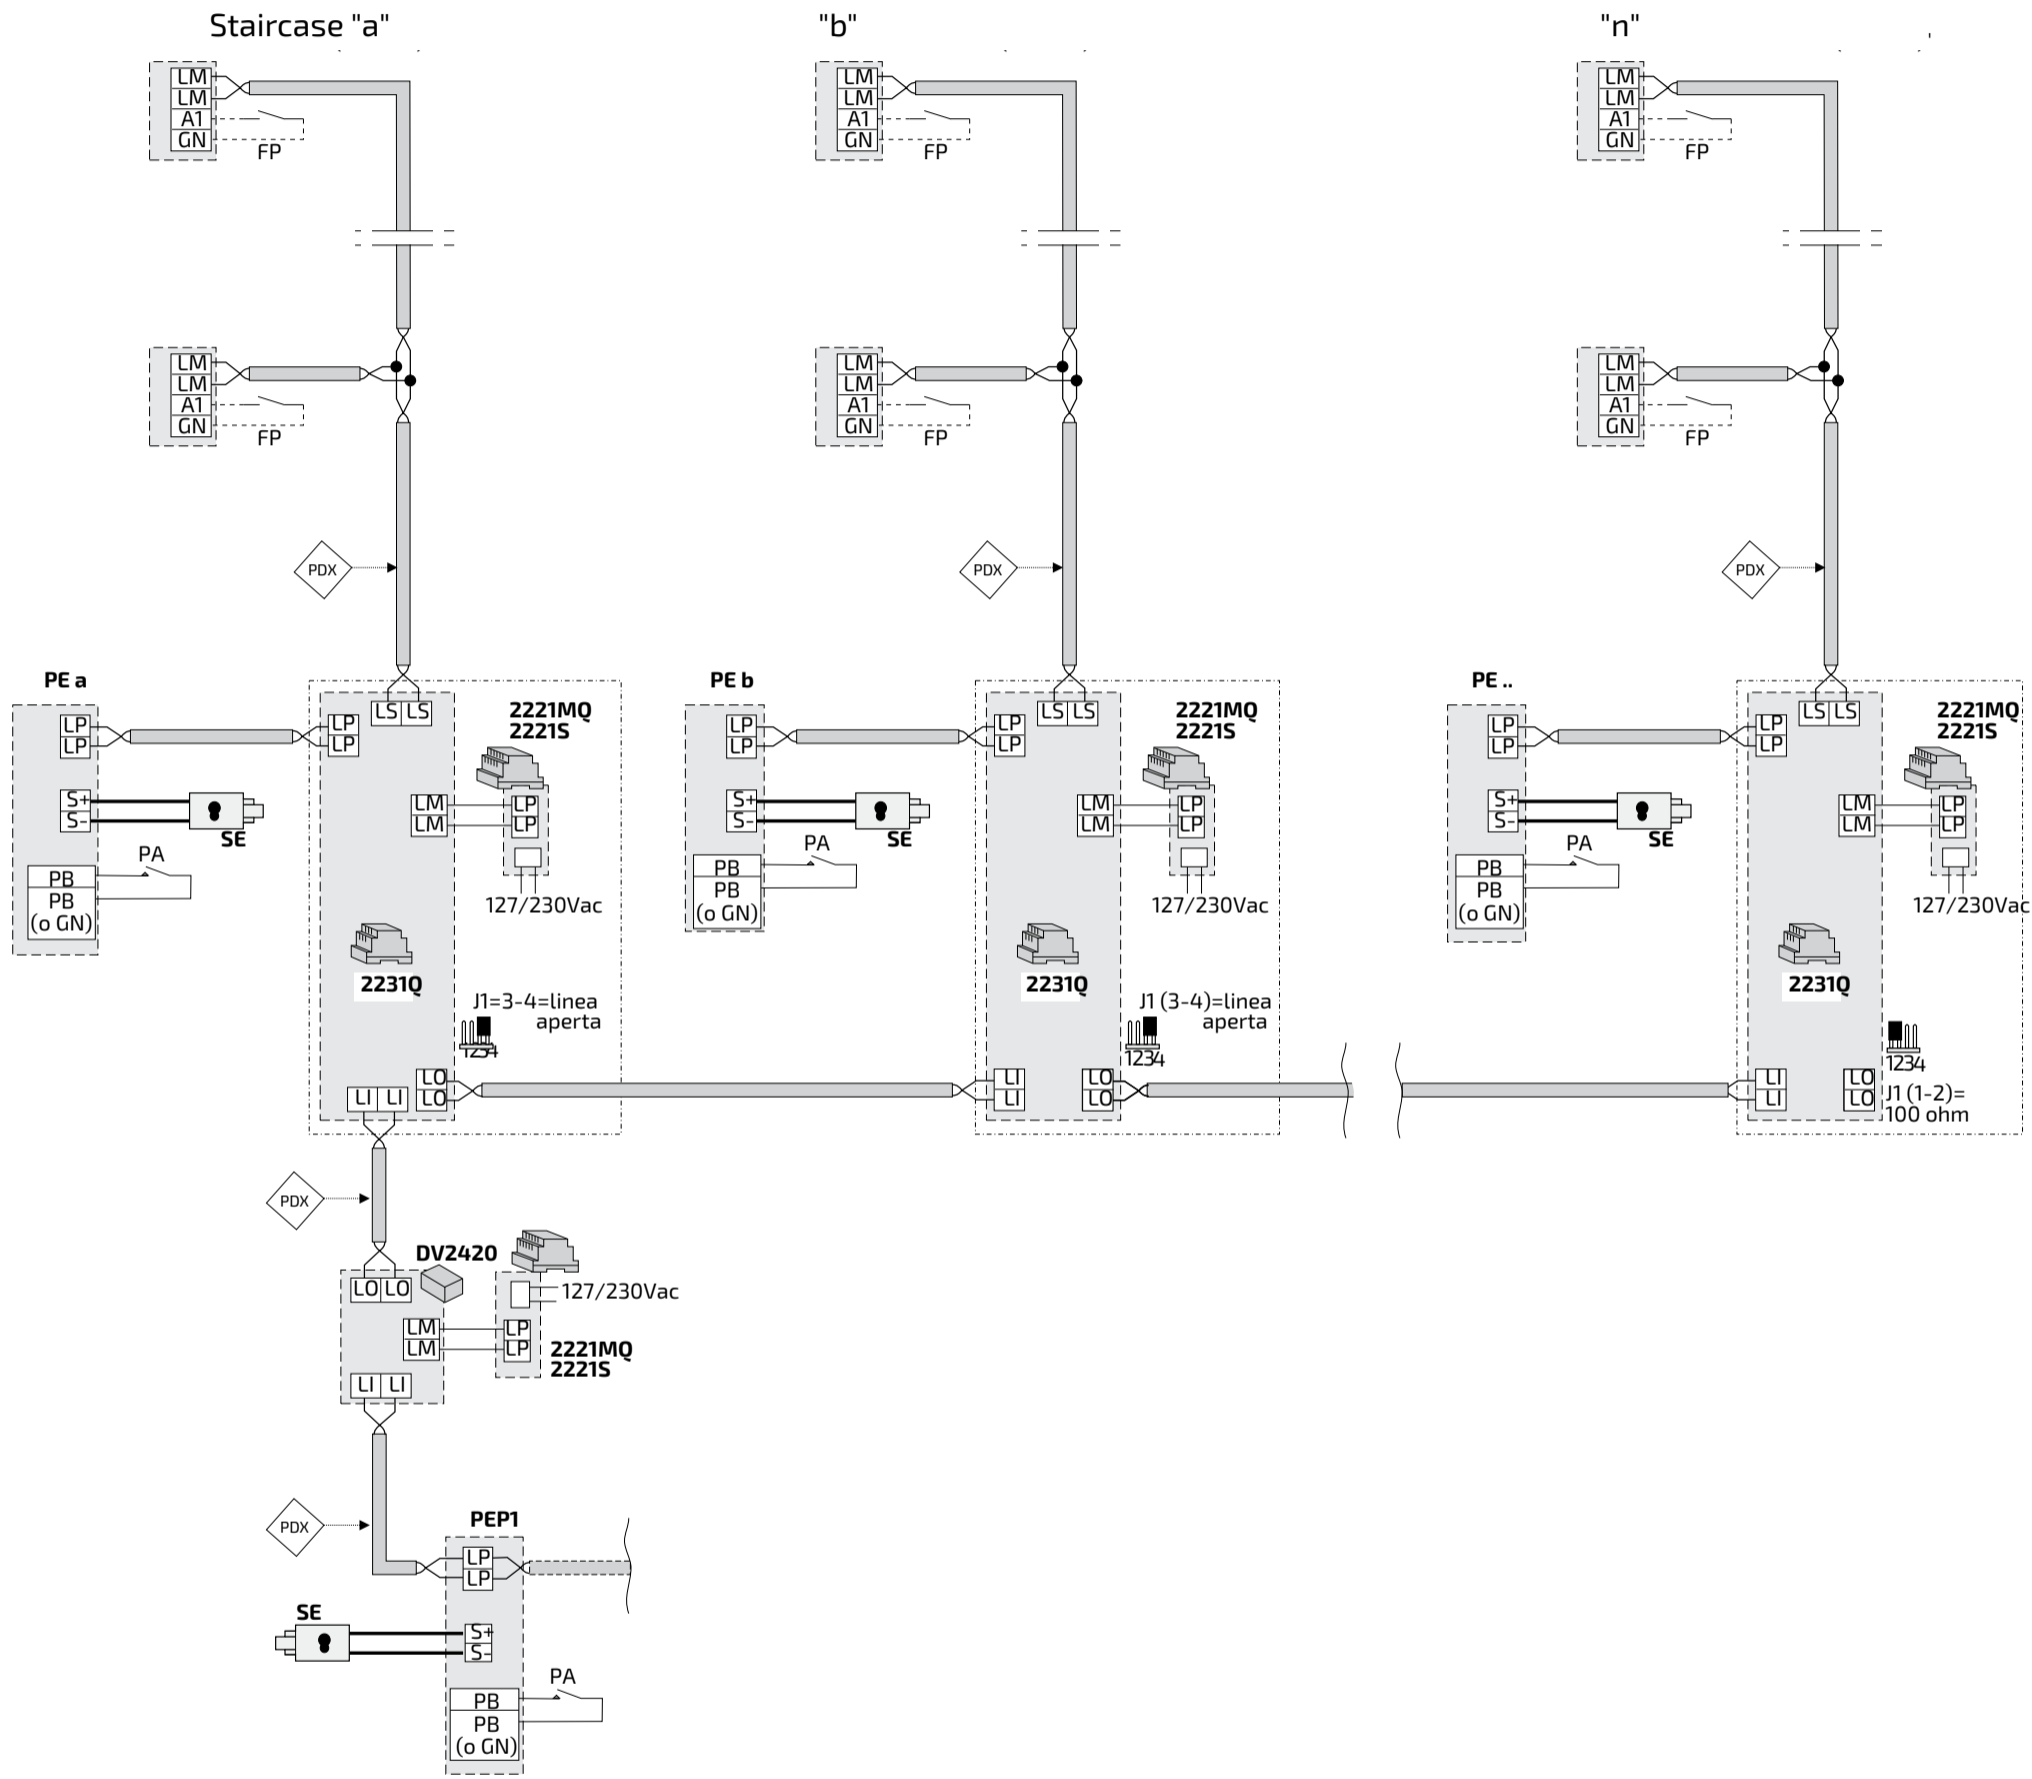 Staircase "a"
"b"
"n"
LM
LM
A1
GN
FP
LM
LM
A1
GN
FP
LM
LM
A1
GN
FP
LM
LM
A1
GN
FP
LM
LM
A1
GN
FP
LM
LM
A1
GN
FP
PDX
PDX
PDX
PE a
LP
LP
S+
S-
SE
PA
PB
PB
(o GN)
LP
LP
LS LS
LM
LM
2221MQ
2221S
LP
LP
127/230Vac
2231Q
J1=3-4=linea
aperta
1234
LO
LO
LI LI
PE b
LP
LP
S+
S-
SE
PA
PB
PB
(o GN)
LP
LP
LS LS
LM
LM
2221MQ
2221S
LP
LP
127/230Vac
2231Q
J1 (3-4)=linea
aperta
1234
LI
LI
LO
LO
PE ..
LP
LP
S+
S-
SE
PA
PB
PB
(o GN)
LP
LP
LS LS
LM
LM
2221MQ
2221S
LP
LP
127/230Vac
2231Q
1234
J1 (1-2)=
100 ohm
LI
LI
LO
LO
PDX
DV2420
LO LO
127/230Vac
LM
LM
LP
LP
2221MQ
2221S
LI LI
PDX
PEP1
LP
LP
SE
S+
S-
PA
PB
PB
(o GN)